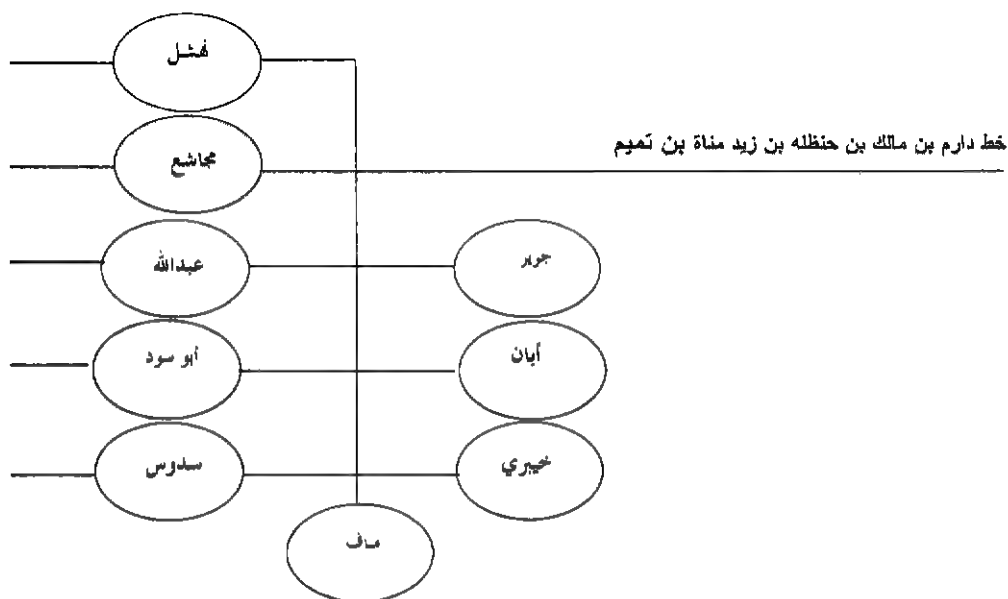 نهشل
خط دارم بن مالك بن حنظله بن زيد مناة بن تميم
مجاشع
جرير
عبدالله
أبان
أبو سود
خيبري
سدوس
مناف